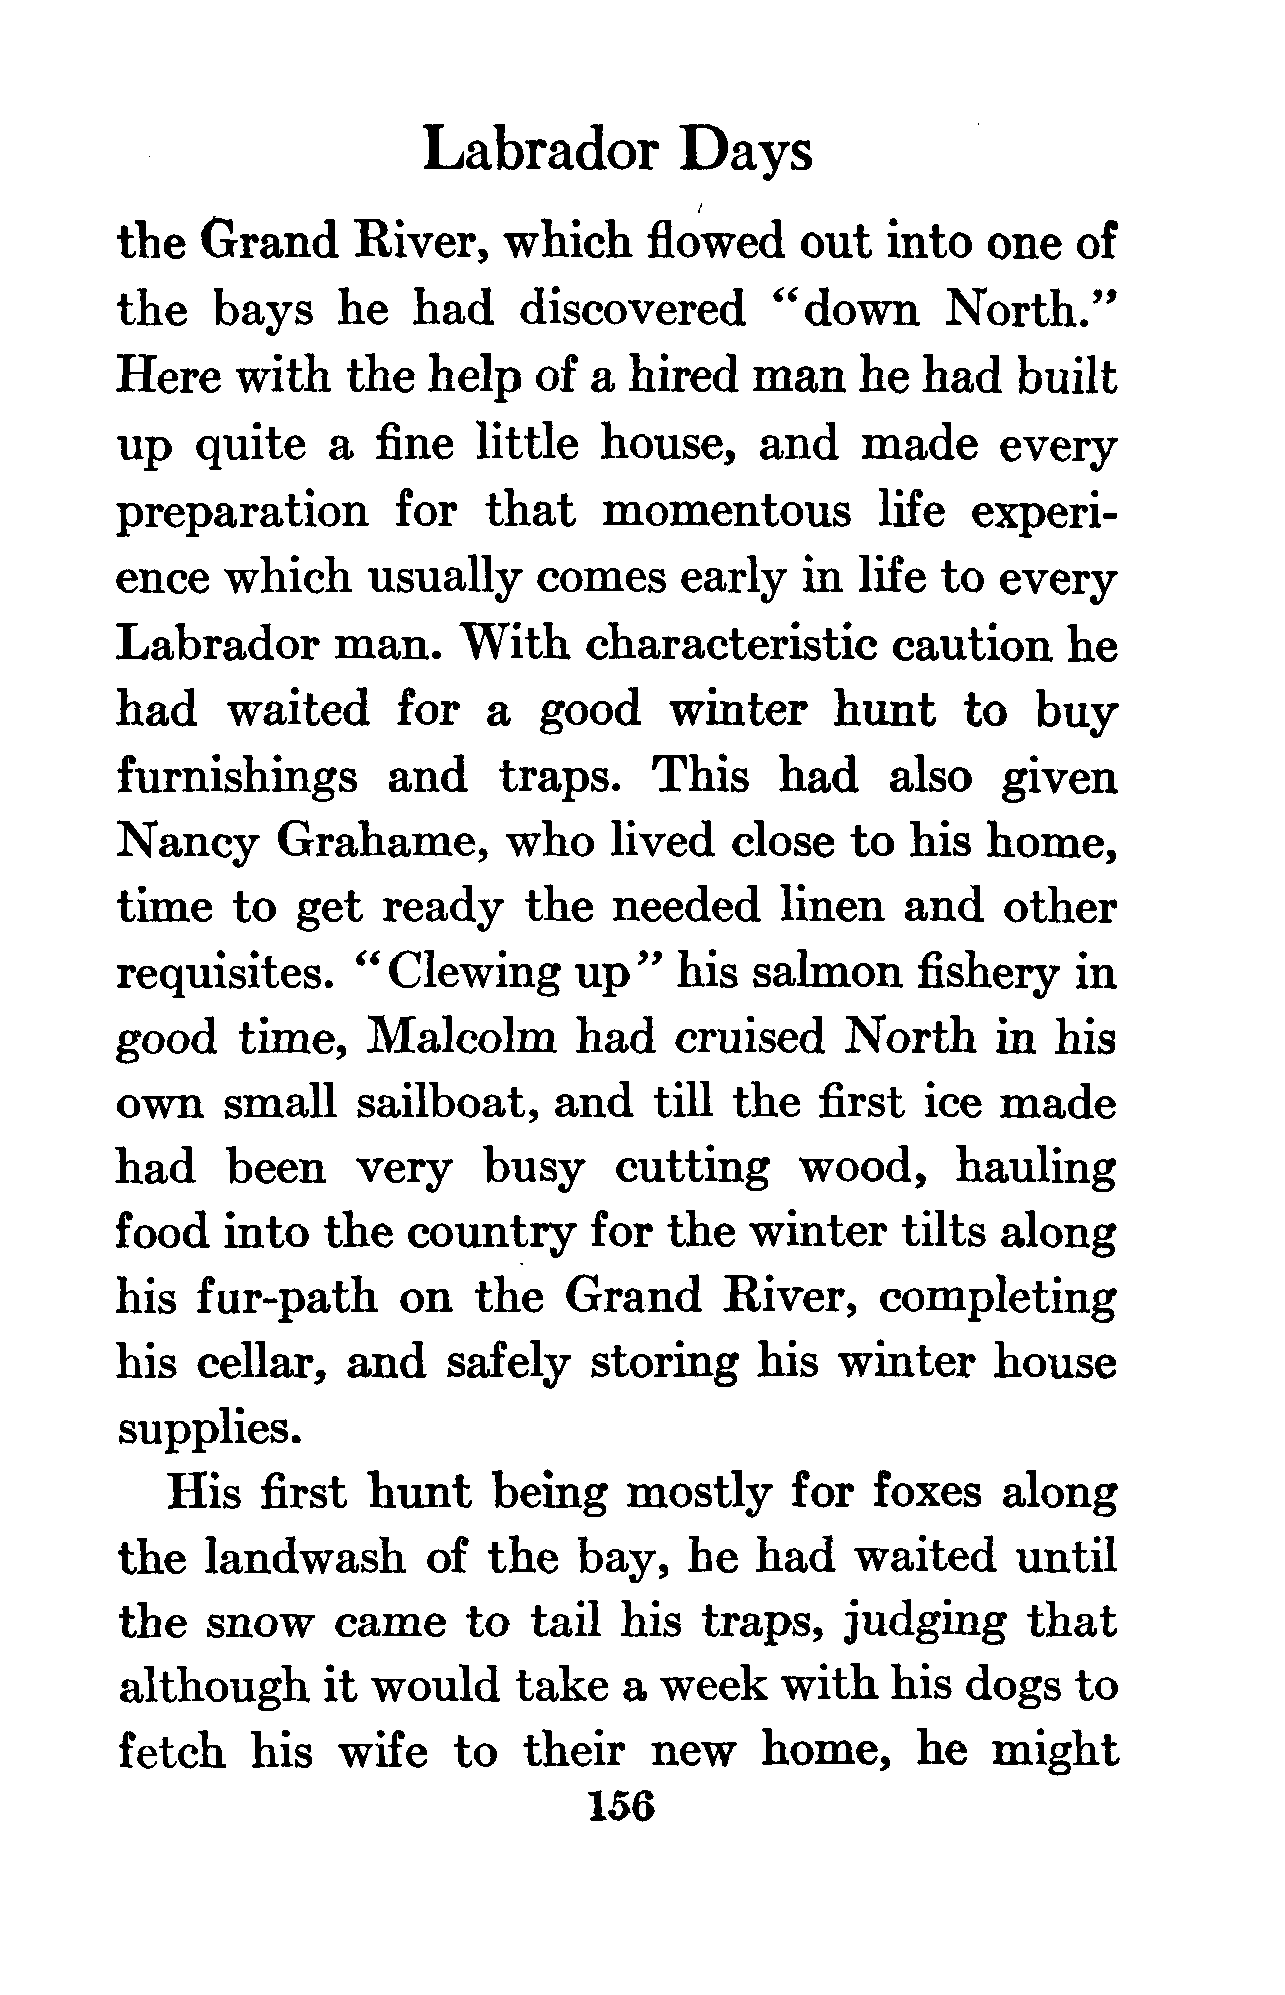 Labrador Days
the Grand River, which flowed out into one of
the bays he had discovered “down North.”
Here with the help of a hired man he had built
up quite a fine little house, and made every
preparation for that momentous life experi-
ence which usually comes early in life to every
Labrador man. With characteristic caution he
had waited for a good winter hunt to buy
furnishings and traps. This had also given
Nancy Grahame, who lived close to his home,
time to get ready the needed linen and other
requisites. “Clewing up” his salmon fishery in
good time, Malcolm had cruised North in his
own small sailboat, and till the first ice made
had been very busy cutting wood, hauling
food into the country for the winter tilts along
his fur-path on the Grand River, completing
his cellar, and safely storing his winter house
supplies.
His first hunt being mostly for foxes along
the landwash of the bay, he had waited until
the snow came to tail his traps, judging that
although it would take a week with his dogs to
fetch his wife to their new home, he might
156